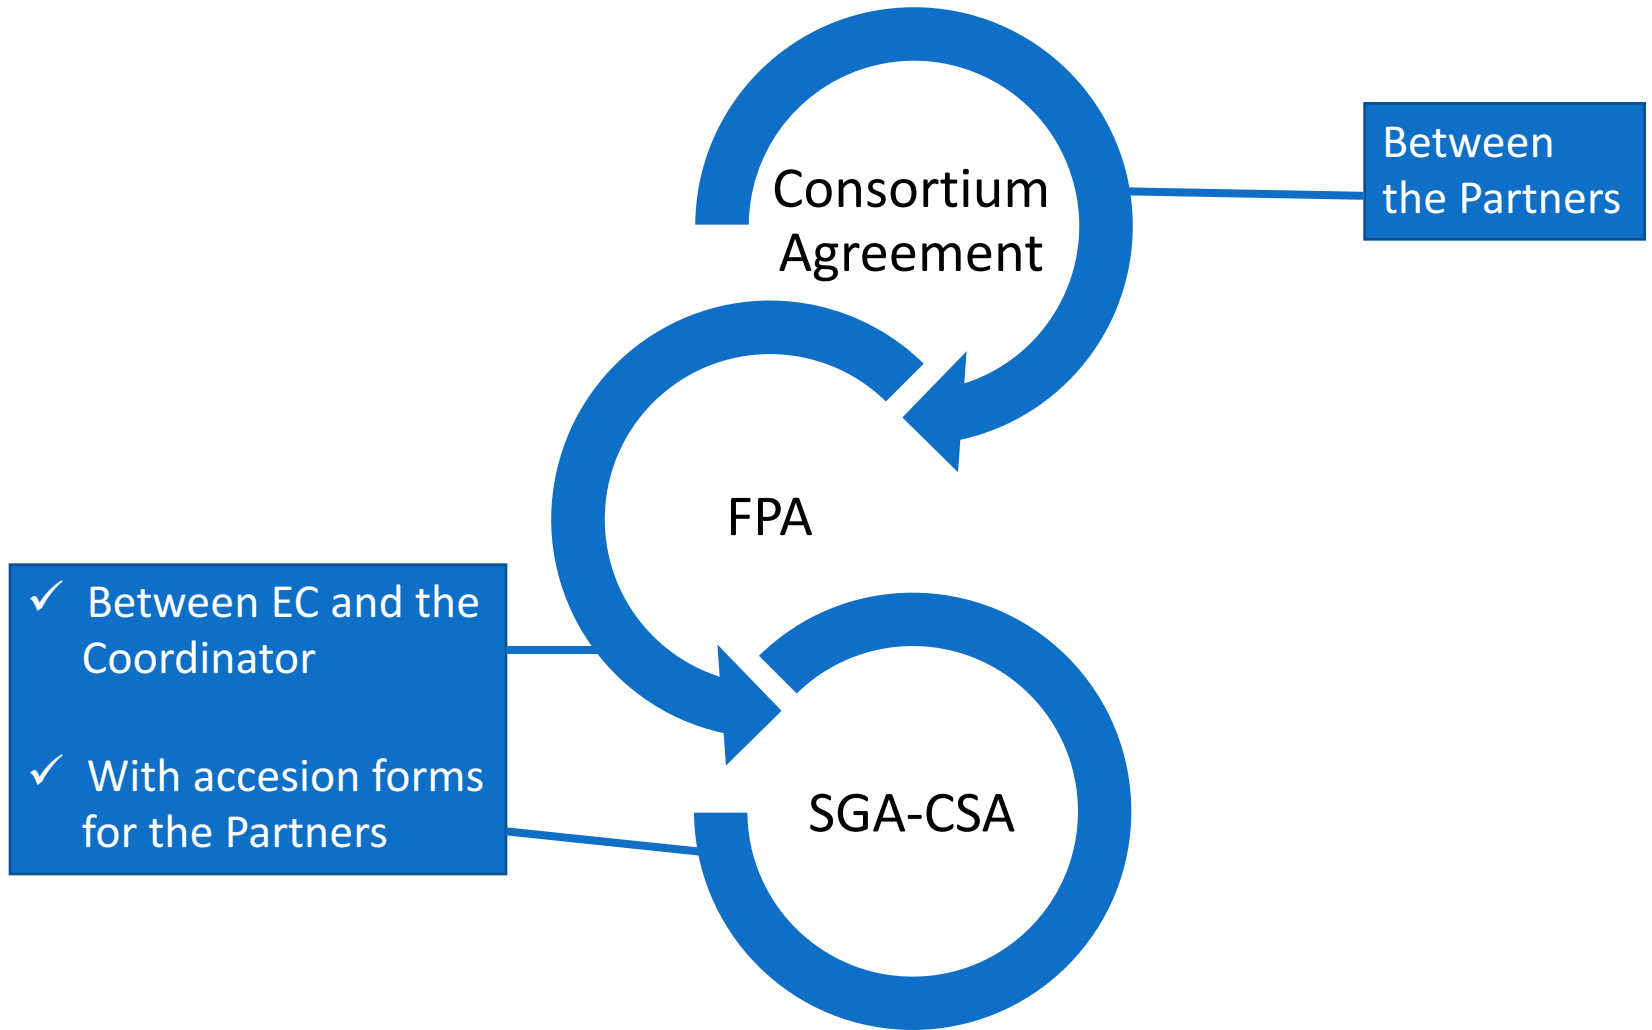 Consortium
Agreement
Between
the Partners
FPA
✓ Between EC and the
Coordinator
✓ With accesion forms
for the Partners
SGA-CSA